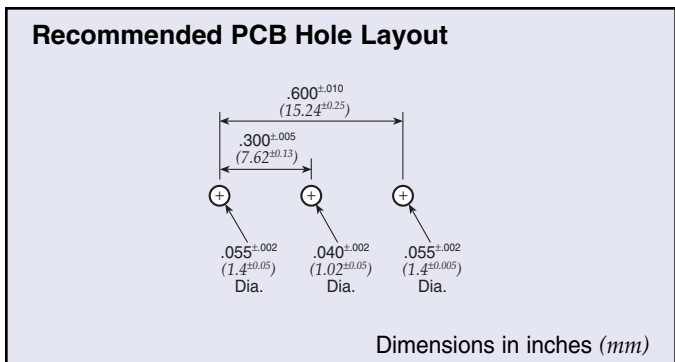 Recommended PCB Hole Layout
.600±.010
(15.24±0.25)
.300±.005
(7.62±0.13)
.055±.002
(1.4±0.05)
Dia.
.040±.002
(1.02±0.05)
Dia.
.055±.002
(1.4±0.005)
Dia.
Dimensions in inches (mm)